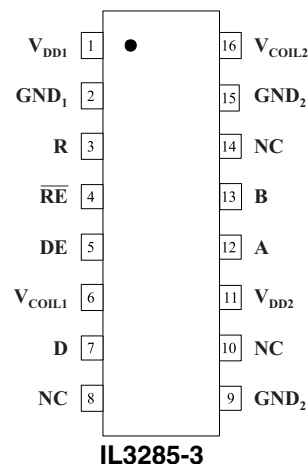 V_DD1 1 16 V_COIL2
GND_1 2 15 GND_2
R 3 14 NC
R̅E̅ 4 13 B
DE 5 12 A
V_COIL1 6 11 V_DD2
D 7 10 NC
NC 8 9 GND_2
IL3285-3